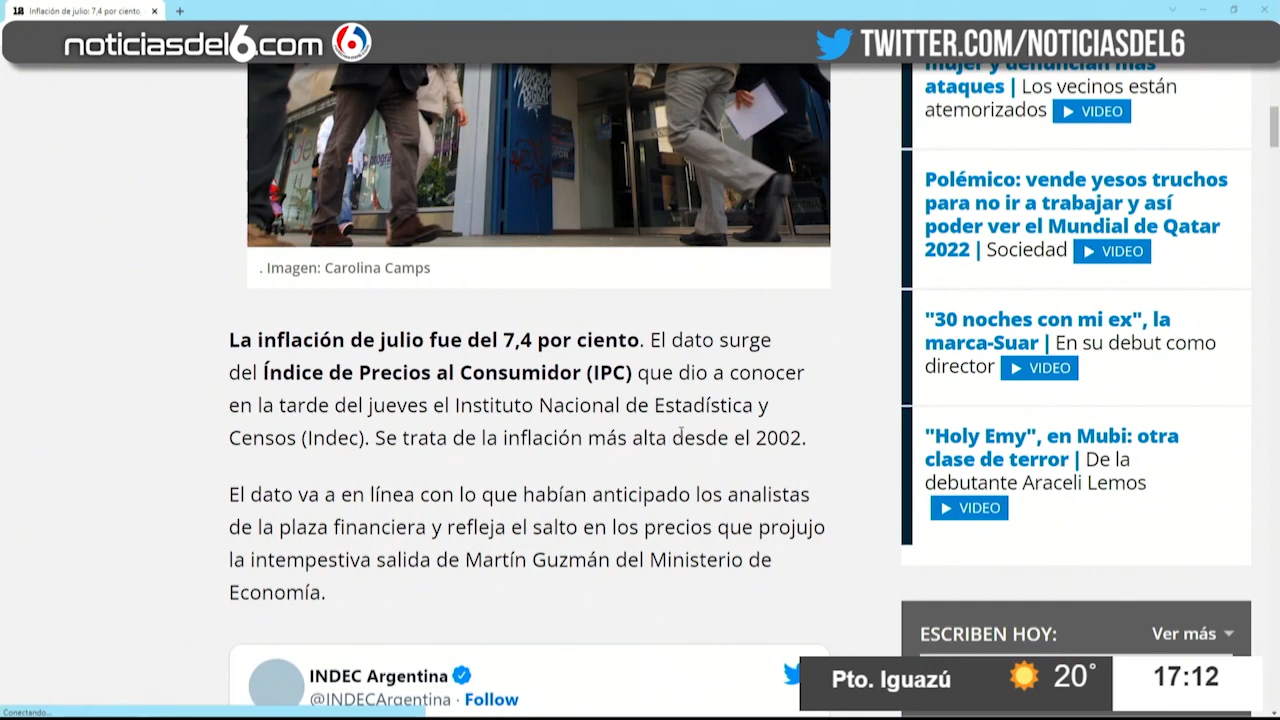 Inflación de julio: 7,4 por ciento
noticiasdel6.com
TWITTER.COM/NOTICIASDEL6
. Imagen: Carolina Camps
La inflación de julio fue del 7,4 por ciento. El dato surge
del Índice de Precios al Consumidor (IPC) que dio a conocer
en la tarde del jueves el Instituto Nacional de Estadística y
Censos (Indec). Se trata de la inflación más alta desde el 2002.
El dato va a en línea con lo que habían anticipado los analistas
de la plaza financiera y refleja el salto en los precios que projujo
la intempestiva salida de Martín Guzmán del Ministerio de
Economía.
INDEC Argentina
@INDECArgentina · Follow
mujer y denuncian más
ataques | Los vecinos están
atemorizados VIDEO
Polémico: vende yesos truchos
para no ir a trabajar y así
poder ver el Mundial de Qatar
2022 | Sociedad VIDEO
"30 noches con mi ex", la
marca-Suar | En su debut como
director VIDEO
"Holy Emy", en Mubi: otra
clase de terror | De la
debutante Araceli Lemos
VIDEO
ESCRIBEN HOY: Ver más
Pto. Iguazú 20° 17:12
Conectando...